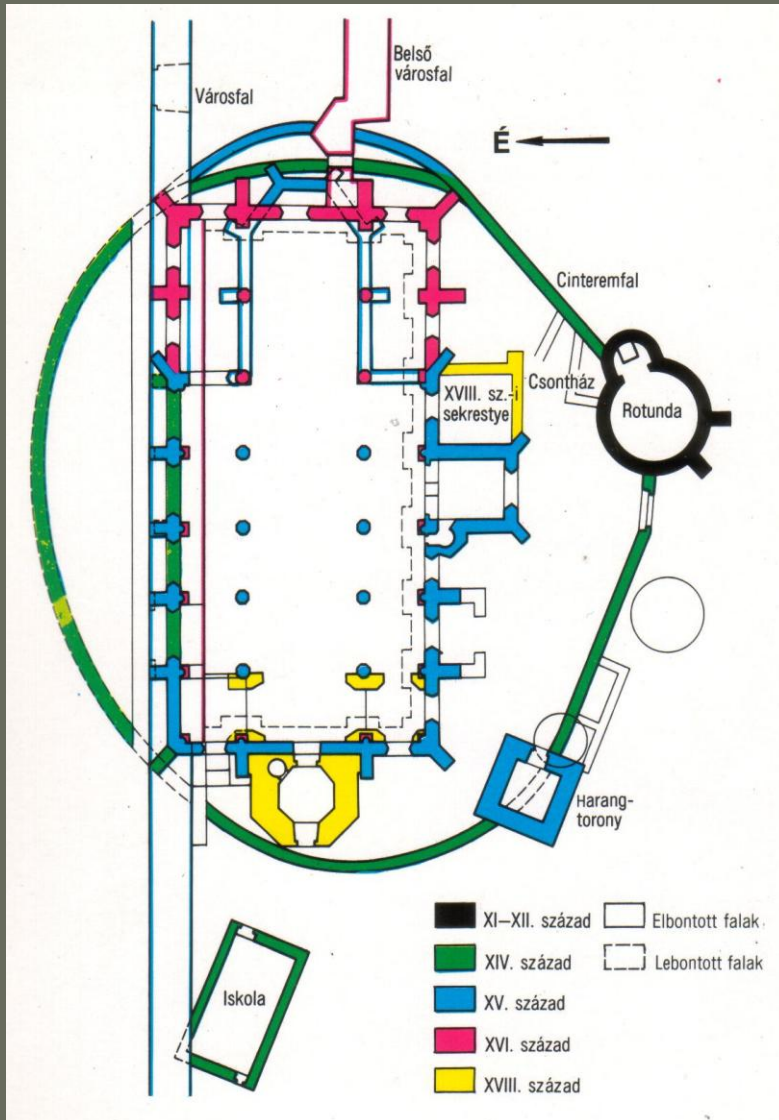 Belső
városfal
Városfal
É
Cinteremfal
Csontház
XVIII. sz.-i
sekrestye
Rotunda
Harang-
torony
Iskola
XI–XII. század
Elbontott falak
XIV. század
Lebontott falak
XV. század
XVI. század
XVIII. század